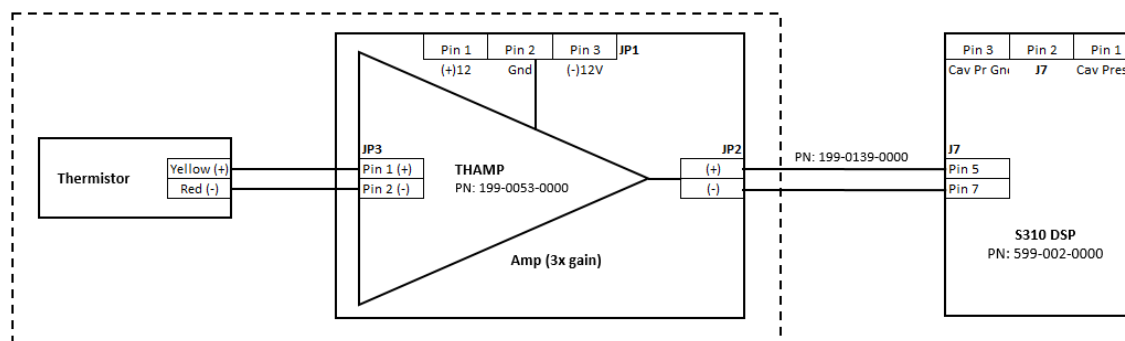 Pin 1 Pin 2 Pin 3 JP1
(+)12 Gnd (-)12V
Pin 3 Pin 2 Pin 1
Cav Pr Gn J7 Cav Pres
Thermistor
Yellow (+)
Red (-)
JP3
Pin 1 (+)
Pin 2 (-)
THAMP
PN: 199-0053-0000
Amp (3x gain)
JP2
(+)
(-)
PN: 199-0139-0000
J7
Pin 5
Pin 7
S310 DSP
PN: 599-002-0000